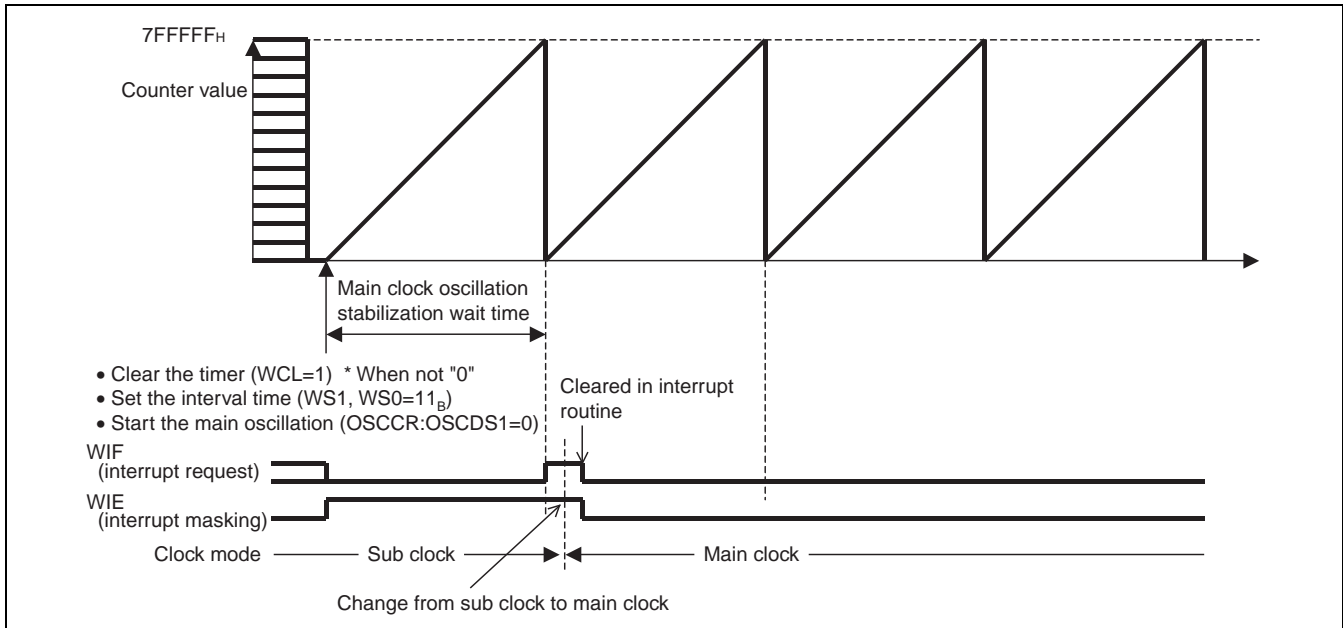 7FFFFFH
Counter value
Main clock oscillation
stabilization wait time
• Clear the timer (WCL=1)  * When not "0"
• Set the interval time (WS1, WS0=11B)
• Start the main oscillation (OSCCR:OSCDS1=0)
Cleared in interrupt
routine
WIF
(interrupt request)
WIE
(interrupt masking)
Clock mode
Sub clock
Main clock
Change from sub clock to main clock